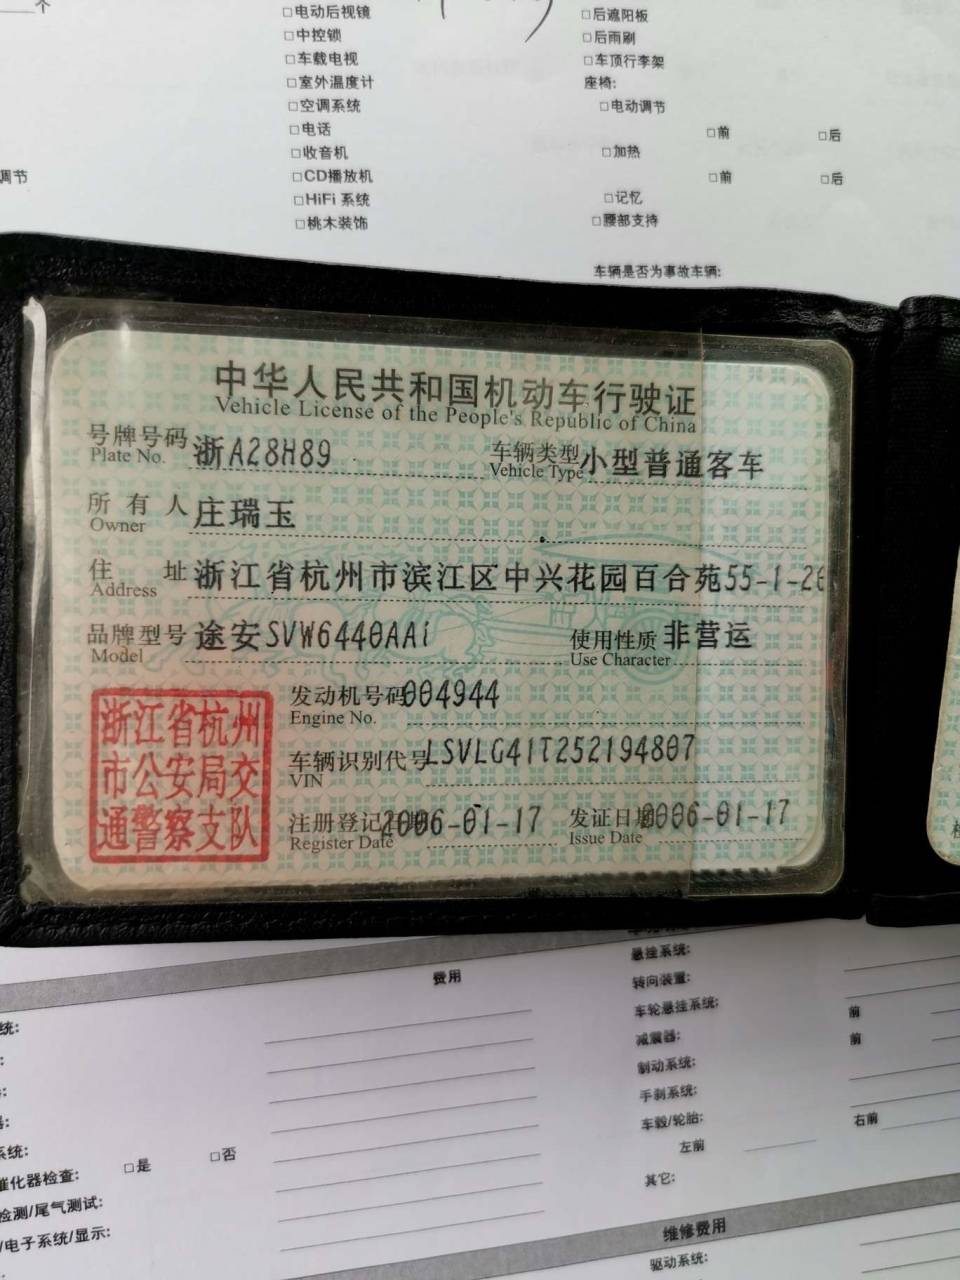 个
□电动后视镜
□中控锁
□车载电视
□室外温度计
□空调系统
□电话
□收音机
□CD播放机
□HiFi 系统
□桃木装饰
调节
□后遮阳板
□后雨刷
□车顶行李架
座椅:
□电动调节
□前 □后
□加热
□前 □后
□记忆
□腰部支持
车辆是否为事故车辆:
中华人民共和国机动车行驶证
Vehicle License of the People's Republic of China
号牌号码 浙A28H89 车辆类型 小型普通客车
Plate No. Vehicle Type
所有人 庄瑞玉
Owner
住址 浙江省杭州市滨江区中兴花园百合苑55-1-26
Address
品牌型号 途安SVW6440AAi 使用性质 非营运
Model Use Character
浙江省杭州
市公安局交
通警察支队
发动机号码 004944
Engine No.
车辆识别代号 LSVLG41T252194807
VIN
注册登记日期 2006-01-17 发证日期 2006-01-17
Register Date Issue Date
费用
统:
系统:
催化器检查: □是 □否
检测/尾气测试:
/电子系统/显示:
悬挂系统:
转向装置:
车轮悬挂系统: 前
减震器: 前
制动系统:
手刹系统:
车毂/轮胎: 右前
左前
其它:
维修费用
驱动系统: